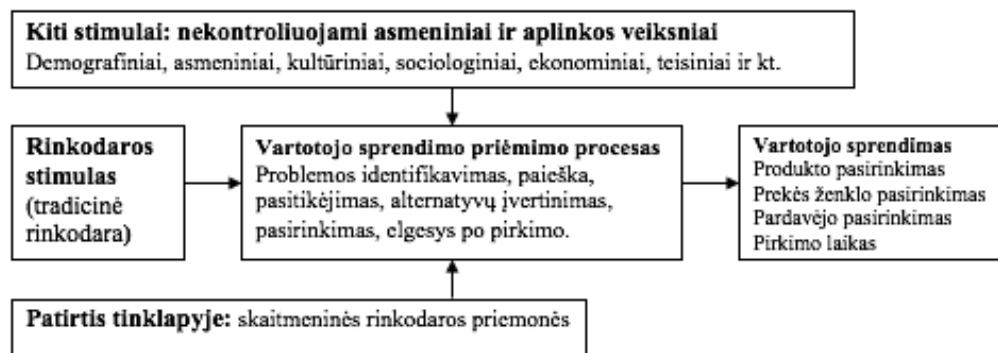 Kiti stimulai: nekontroliuojami asmeniniai ir aplinkos veiksniai
Demografiniai, asmeniniai, kultūriniai, sociologiniai, ekonominiai, teisiniai ir kt.
Rinkodaros
stimulas
(tradicinė
rinkodara)
Vartotojo sprendimo priėmimo procesas
Problemos identifikavimas, paieška,
pasitikėjimas, alternatyvų įvertinimas,
pasirinkimas, elgesys po pirkimo.
Vartotojo sprendimas
Produkto pasirinkimas
Prekės ženklo pasirinkimas
Pardavėjo pasirinkimas
Pirkimo laikas
Patirtis tinklapyje: skaitmeninės rinkodaros priemonės